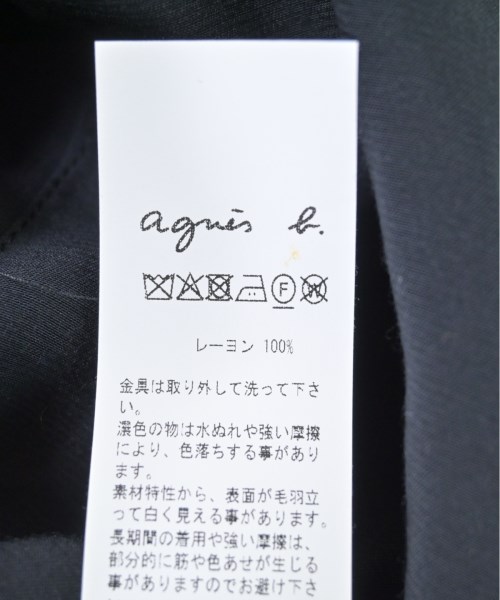 agnès b.
F W
レーヨン 100%
金具は取り外して洗って下さ
い。
濃色の物は水ぬれや強い摩擦
により、色落ちする事があり
ます。
素材特性から、表面が毛羽立
って白く見える事があります。
長期間の着用や強い摩擦は、
部分的に筋や色あせが生じる
事がありますのでお避け下さ